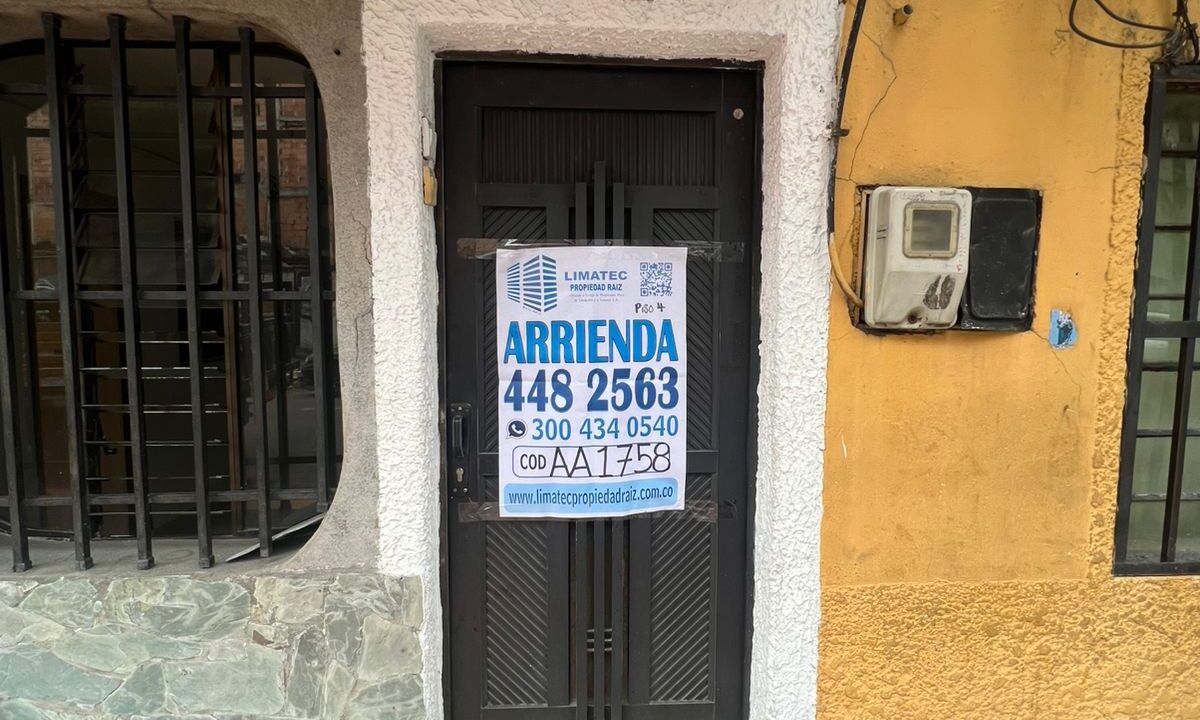 LIMATEC
PROPIEDAD RAIZ
Piso 4
ARRIENDA
448 2563
300 434 0540
COD AA1758
www.limatecpropiedadraiz.com.co